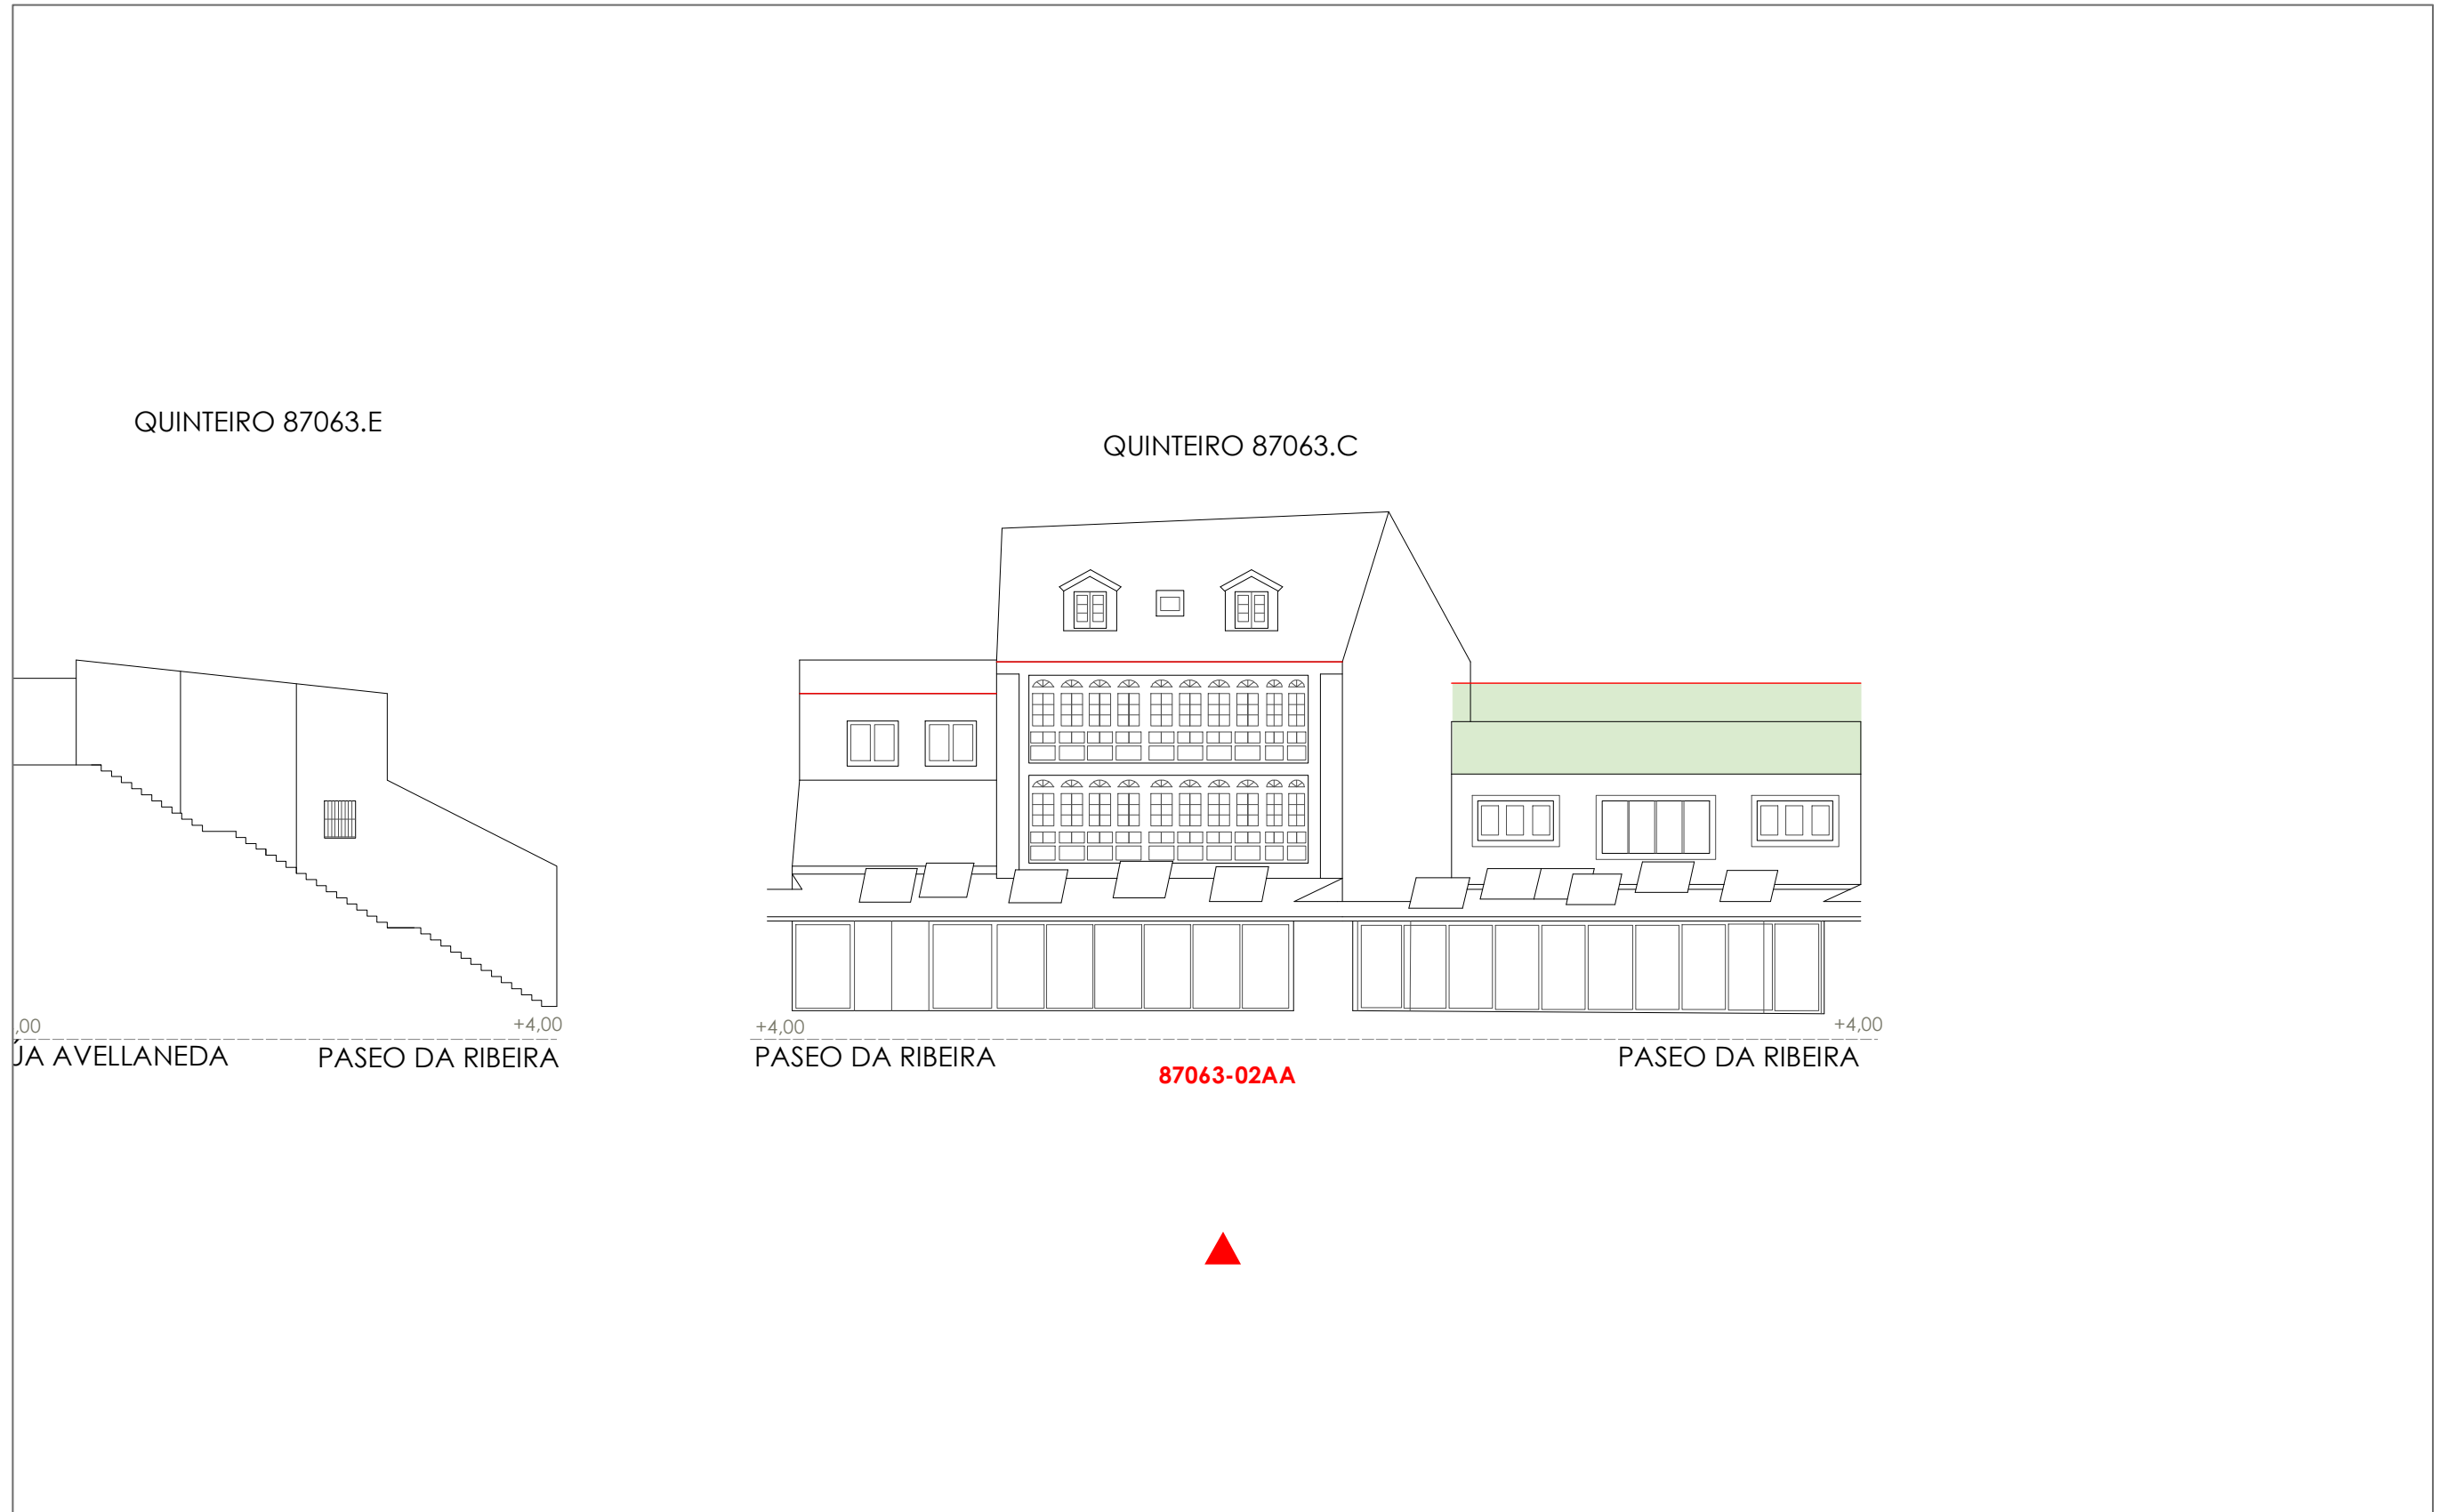 QUINTEIRO 87063.E
QUINTEIRO 87063.C
,00
+4,00
+4,00
+4,00
ÚA AVELLANEDA
PASEO DA RIBEIRA
PASEO DA RIBEIRA
PASEO DA RIBEIRA
87063-02AA